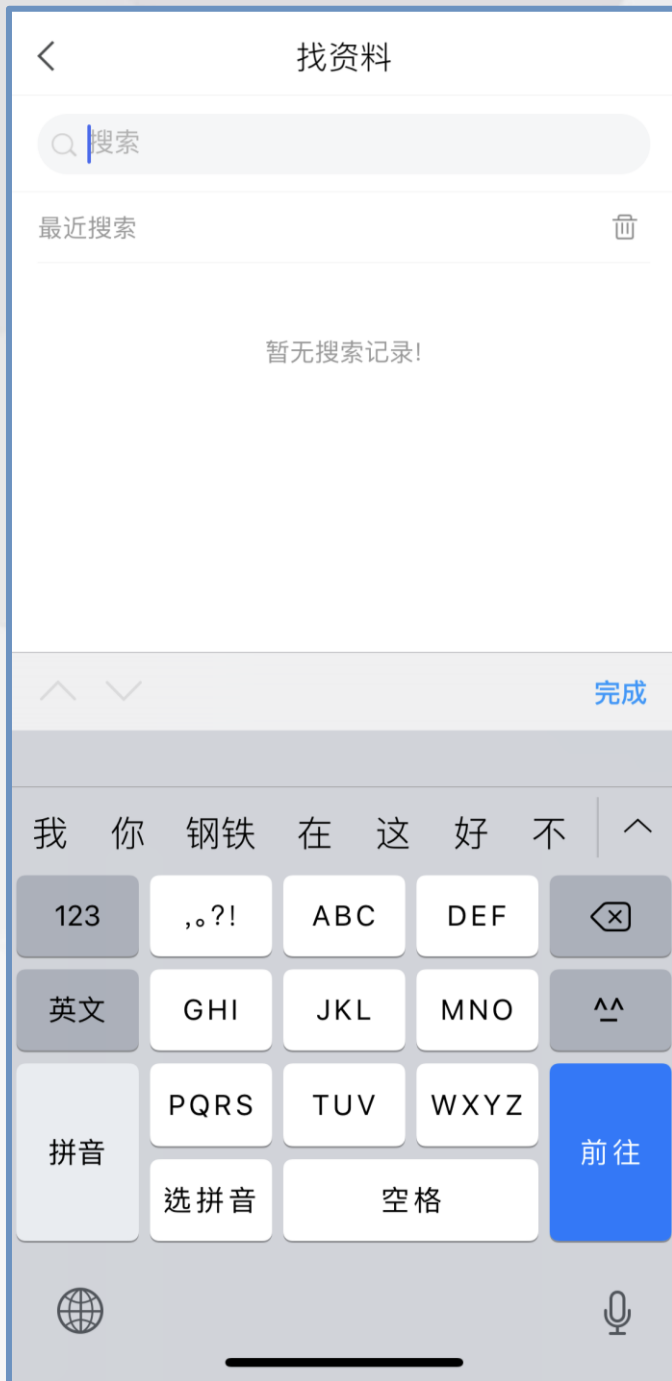 找资料
搜索
最近搜索
暂无搜索记录!
完成
我 你 钢铁 在 这 好 不
123 ,。?! ABC DEF
英文 GHI JKL MNO ^^
拼音 PQRS TUV WXYZ 前往
选拼音 空格